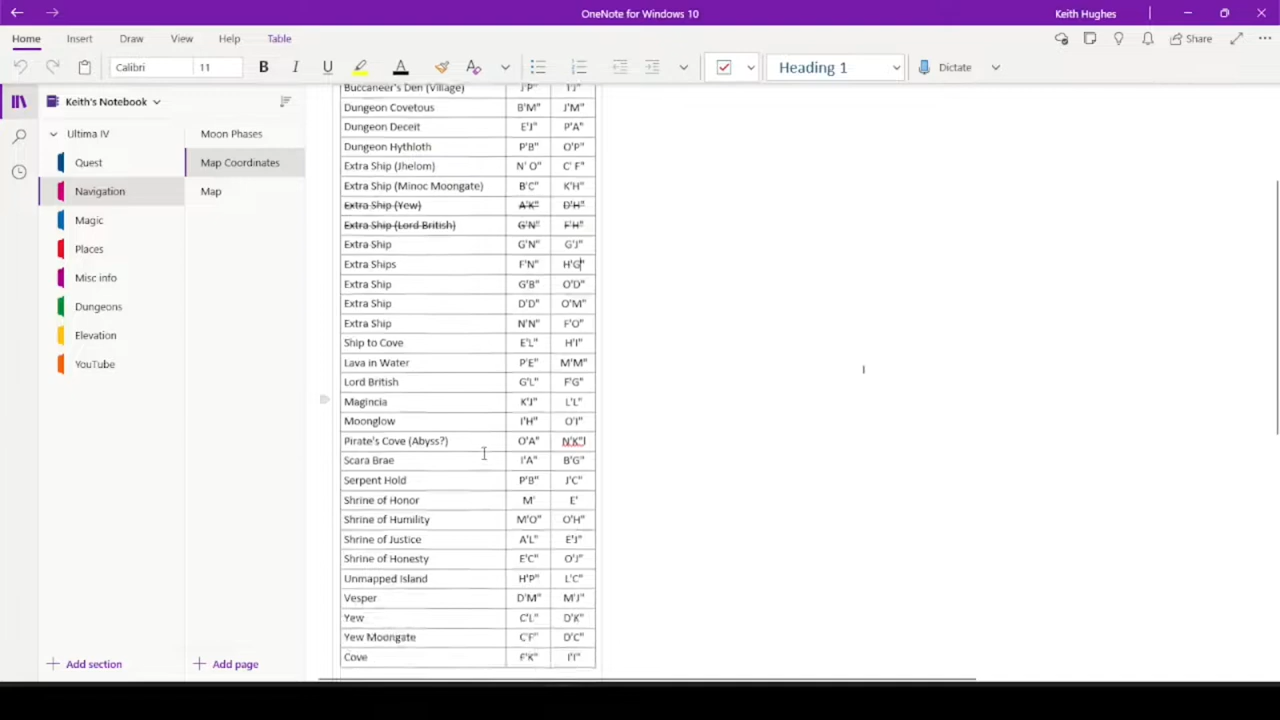 OneNote for Windows 10
Keith Hughes
Home Insert Draw View Help Table
Share
Calibri 11 B I U A Heading 1 Dictate
Keith's Notebook
Ultima IV
Quest
Navigation
Magic
Places
Misc info
Dungeons
Elevation
YouTube
Add section
Moon Phases
Map Coordinates
Map
Add page
Buccaneer's Den (Village) J'P" I'J"
Dungeon Covetous B'M" J'M"
Dungeon Deceit E'J" P'A"
Dungeon Hythloth P'B" O'P"
Extra Ship (Jhelom) N' O" C' F"
Extra Ship (Minoc Moongate) B'C" K'H"
Extra Ship (Yew) A'K" D'H"
Extra Ship (Lord British) G'N" F'H"
Extra Ship G'N" G'J"
Extra Ships F'N" H'G"
Extra Ship G'B" O'D"
Extra Ship D'D" O'M"
Extra Ship N'N" F'O"
Ship to Cove E'L" H'I"
Lava in Water P'E" M'M"
Lord British G'L" F'G"
Magincia K'J" L'L"
Moonglow I'H" O'I"
Pirate's Cove (Abyss?) O'A" N'K"I
Scara Brae I'A" B'G"
Serpent Hold P'B" J'C"
Shrine of Honor M' E'
Shrine of Humility M'O" O'H"
Shrine of Justice A'L" E'J"
Shrine of Honesty E'C" O'J"
Unmapped Island H'P" L'C"
Vesper D'M" M'J"
Yew C'L" D'K"
Yew Moongate C'F" D'C"
Cove F'K" I'I"